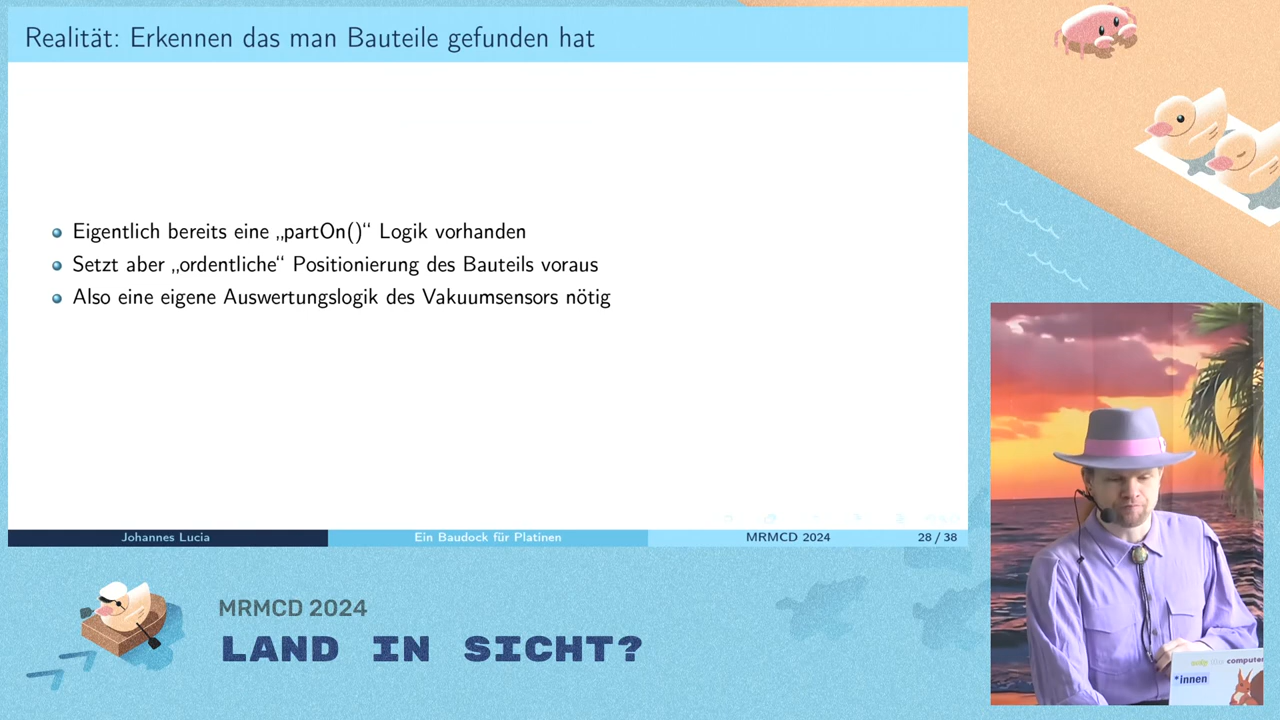 Realität: Erkennen das man Bauteile gefunden hat
Eigentlich bereits eine „partOn()“ Logik vorhanden
Setzt aber „ordentliche“ Positionierung des Bauteils voraus
Also eine eigene Auswertungslogik des Vakuumsensors nötig
Johannes Lucia
Ein Baudock für Platinen
MRMCD 2024
28 / 38
MRMCD 2024
LAND IN SICHT?
only
computer
*innen